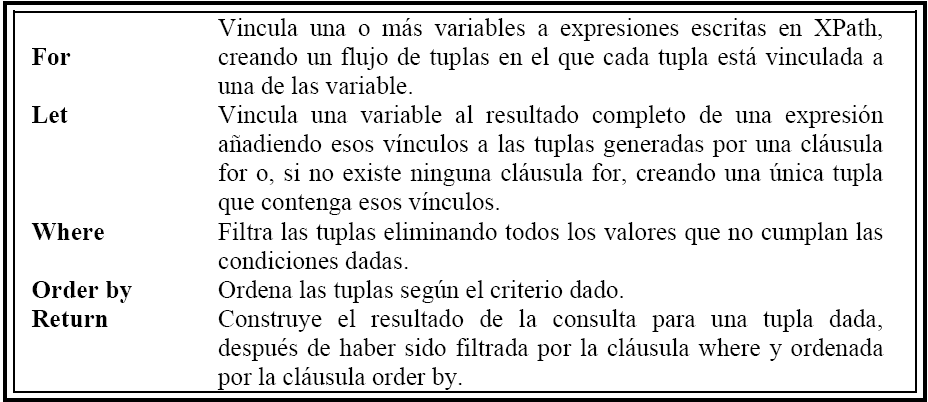 Vincula una o más variables a expresiones escritas en XPath,
For creando un flujo de tuplas en el que cada tupla está vinculada a
una de las variable.
Let Vincula una variable al resultado completo de una expresión
añadiendo esos vínculos a las tuplas generadas por una cláusula
for o, si no existe ninguna cláusula for, creando una única tupla
que contenga esos vínculos.
Where Filtra las tuplas eliminando todos los valores que no cumplan las
condiciones dadas.
Order by Ordena las tuplas según el criterio dado.
Return Construye el resultado de la consulta para una tupla dada,
después de haber sido filtrada por la cláusula where y ordenada
por la cláusula order by.